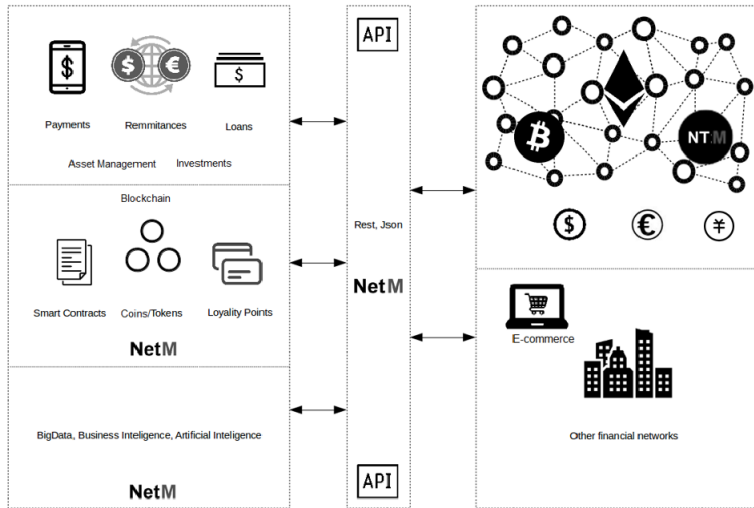 Payments
Remmitances
Loans
Asset Management
Investments
Blockchain
Smart Contracts
Coins/Tokens
Loyality Points
NetM
BigData, Business Inteligence, Artificial Inteligence
NetM
API
Rest, Json
NetM
API
NT:M
E-commerce
Other financial networks